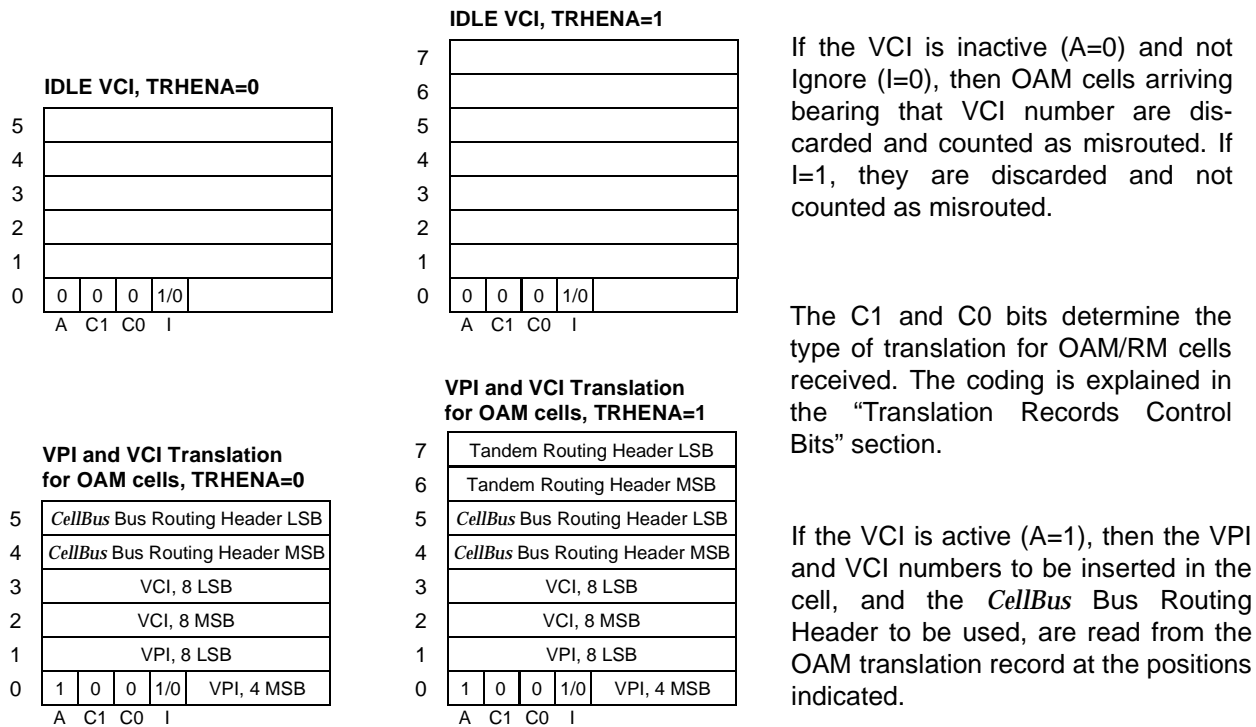 IDLE VCI, TRHENA=0
5
4
3
2
1
0 0 0 0 1/0
A C1 C0 I
IDLE VCI, TRHENA=1
7
6
5
4
3
2
1
0 0 0 0 1/0
A C1 C0 I
If the VCI is inactive (A=0) and not
Ignore (I=0), then OAM cells arriving
bearing that VCI number are dis-
carded and counted as misrouted. If
I=1, they are discarded and not
counted as misrouted.
The C1 and C0 bits determine the
type of translation for OAM/RM cells
received. The coding is explained in
the “Translation Records Control
Bits” section.
VPI and VCI Translation
for OAM cells, TRHENA=0
5 CellBus Bus Routing Header LSB
4 CellBus Bus Routing Header MSB
3 VCI, 8 LSB
2 VCI, 8 MSB
1 VPI, 8 LSB
0 1 0 0 1/0 VPI, 4 MSB
A C1 C0 I
VPI and VCI Translation
for OAM cells, TRHENA=1
7 Tandem Routing Header LSB
6 Tandem Routing Header MSB
5 CellBus Bus Routing Header LSB
4 CellBus Bus Routing Header MSB
3 VCI, 8 LSB
2 VCI, 8 MSB
1 VPI, 8 LSB
0 1 0 0 1/0 VPI, 4 MSB
A C1 C0 I
If the VCI is active (A=1), then the VPI
and VCI numbers to be inserted in the
cell, and the CellBus Bus Routing
Header to be used, are read from the
OAM translation record at the positions
indicated.